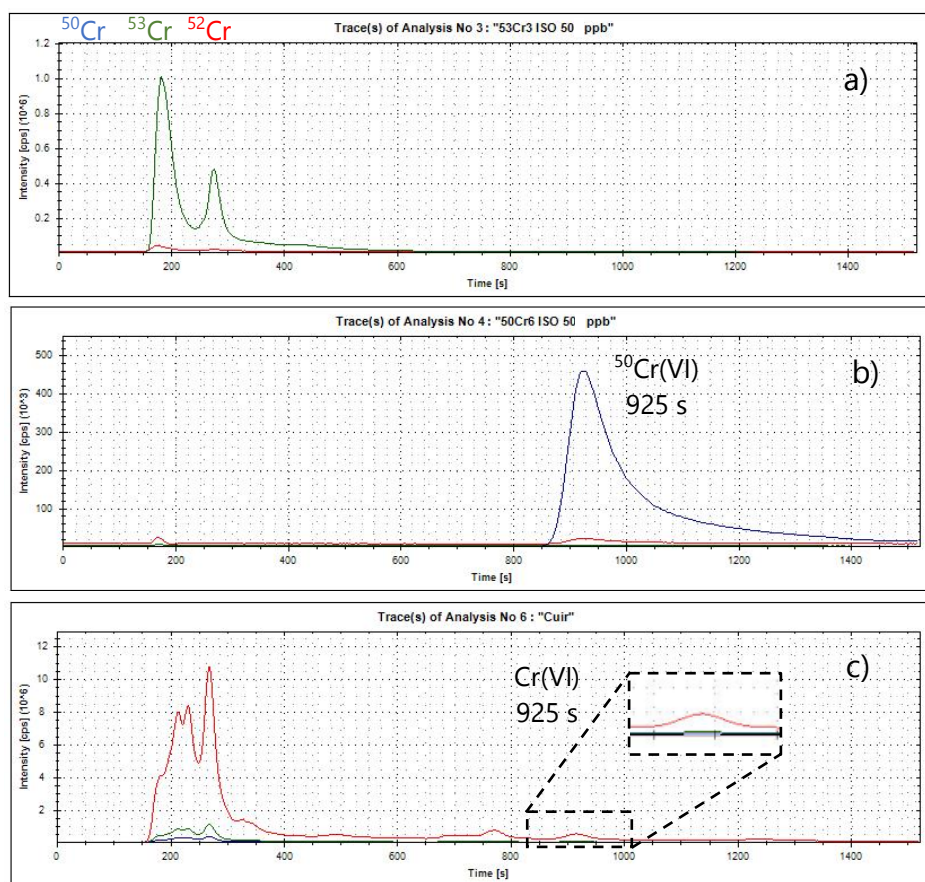 ⁵⁰Cr ⁵³Cr ⁵²Cr
Trace(s) of Analysis No 3 : "53Cr3 ISO 50 ppb"
a)
Intensity [cps] (10^6)
1.2
1.0
0.8
0.6
0.4
0.2
0 200 400 600 800 1000 1200 1400
Time [s]
Trace(s) of Analysis No 4 : "50Cr6 ISO 50 ppb"
b)
⁵⁰Cr(VI)
925 s
Intensity [cps] (10^3)
500
400
300
200
100
0 200 400 600 800 1000 1200 1400
Time [s]
Trace(s) of Analysis No 6 : "Cuir"
c)
Cr(VI)
925 s
Intensity [cps] (10^6)
12
10
8
6
4
2
0 200 400 600 800 1000 1200 1400
Time [s]